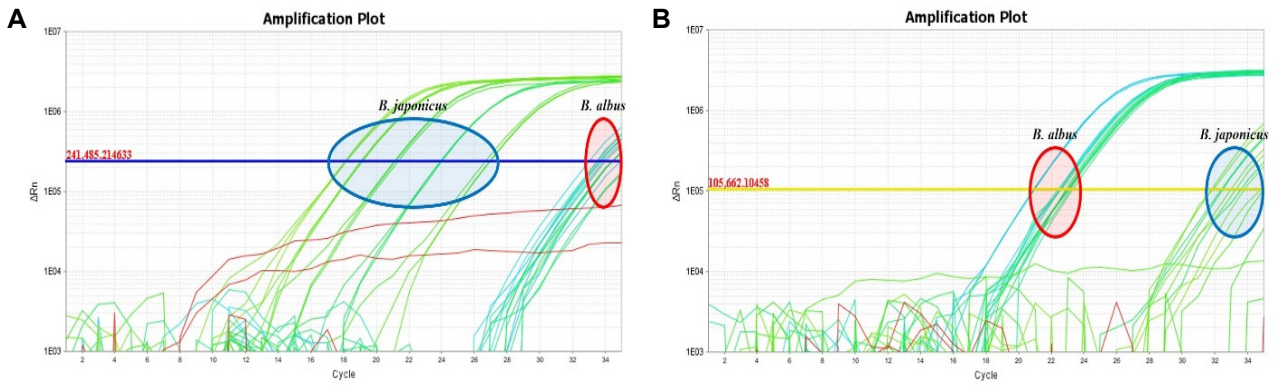 A
Amplification Plot
1E07
1E06
1E05
1E04
1E03
ΔRn
241,485.214633
B. japonicus
B. albus
2 4 6 8 10 12 14 16 18 20 22 24 26 28 30 32 34
Cycle
B
Amplification Plot
1E07
1E06
1E05
1E04
1E03
ΔRn
105,662.10458
B. albus
B. japonicus
2 4 6 8 10 12 14 16 18 20 22 24 26 28 30 32 34
Cycle